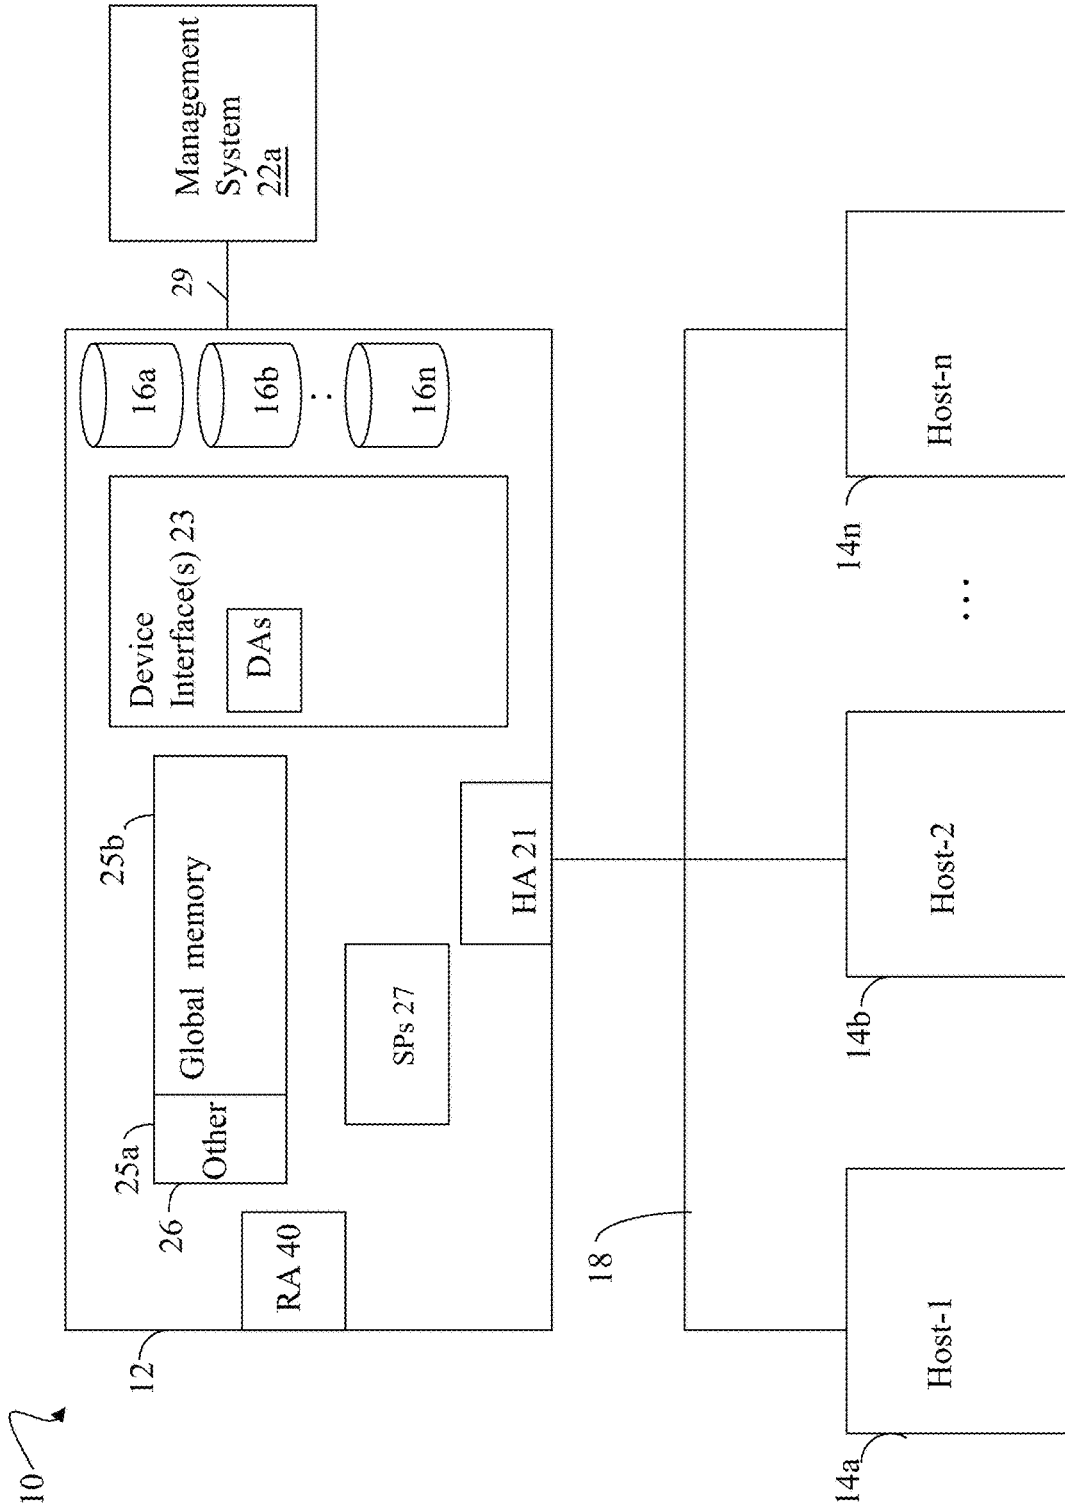 10
12
RA 40
26
25a
Other
25b
Global memory
SPs 27
HA 21
Device
Interface(s) 23
DAs
16a
16b
:
16n
29
Management
System
22a
18
14a
Host-1
14b
Host-2
...
14n
Host-n